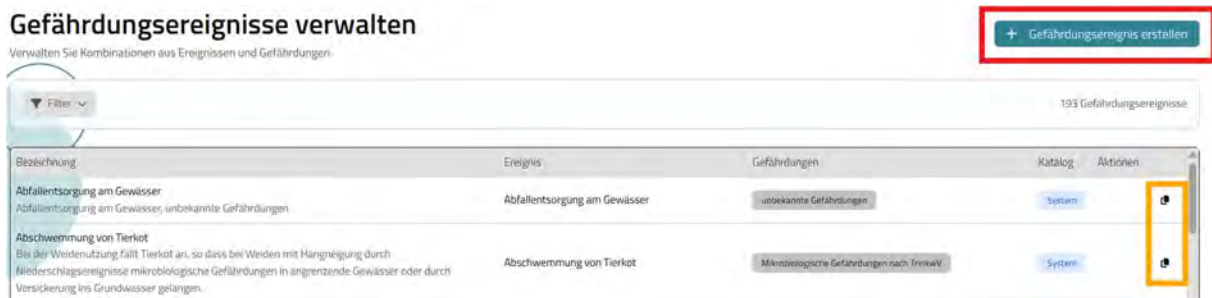 Gefährdungsereignisse verwalten
Verwalten Sie Kombinationen aus Ereignissen und Gefährdungen
+ Gefährdungsereignis erstellen
Filter
193 Gefährdungsereignisse
Bezeichnung Ereignis Gefährdungen Katalog Aktionen
Abfallentsorgung am Gewässer
Abfallentsorgung am Gewässer, unbekannte Gefährdungen
Abfallentsorgung am Gewässer
unbekannte Gefährdungen
System
Abschwemmung von Tierkot
Bei der Weidenutzung fällt Tierkot an, so dass bei Weiden mit Hangneigung durch
Niederschlagsereignisse mikrobiologische Gefährdungen in angrenzende Gewässer oder durch
Versickerung ins Grundwasser gelangen.
Abschwemmung von Tierkot
Mikrobiologische Gefährdungen nach TrinkwV
System